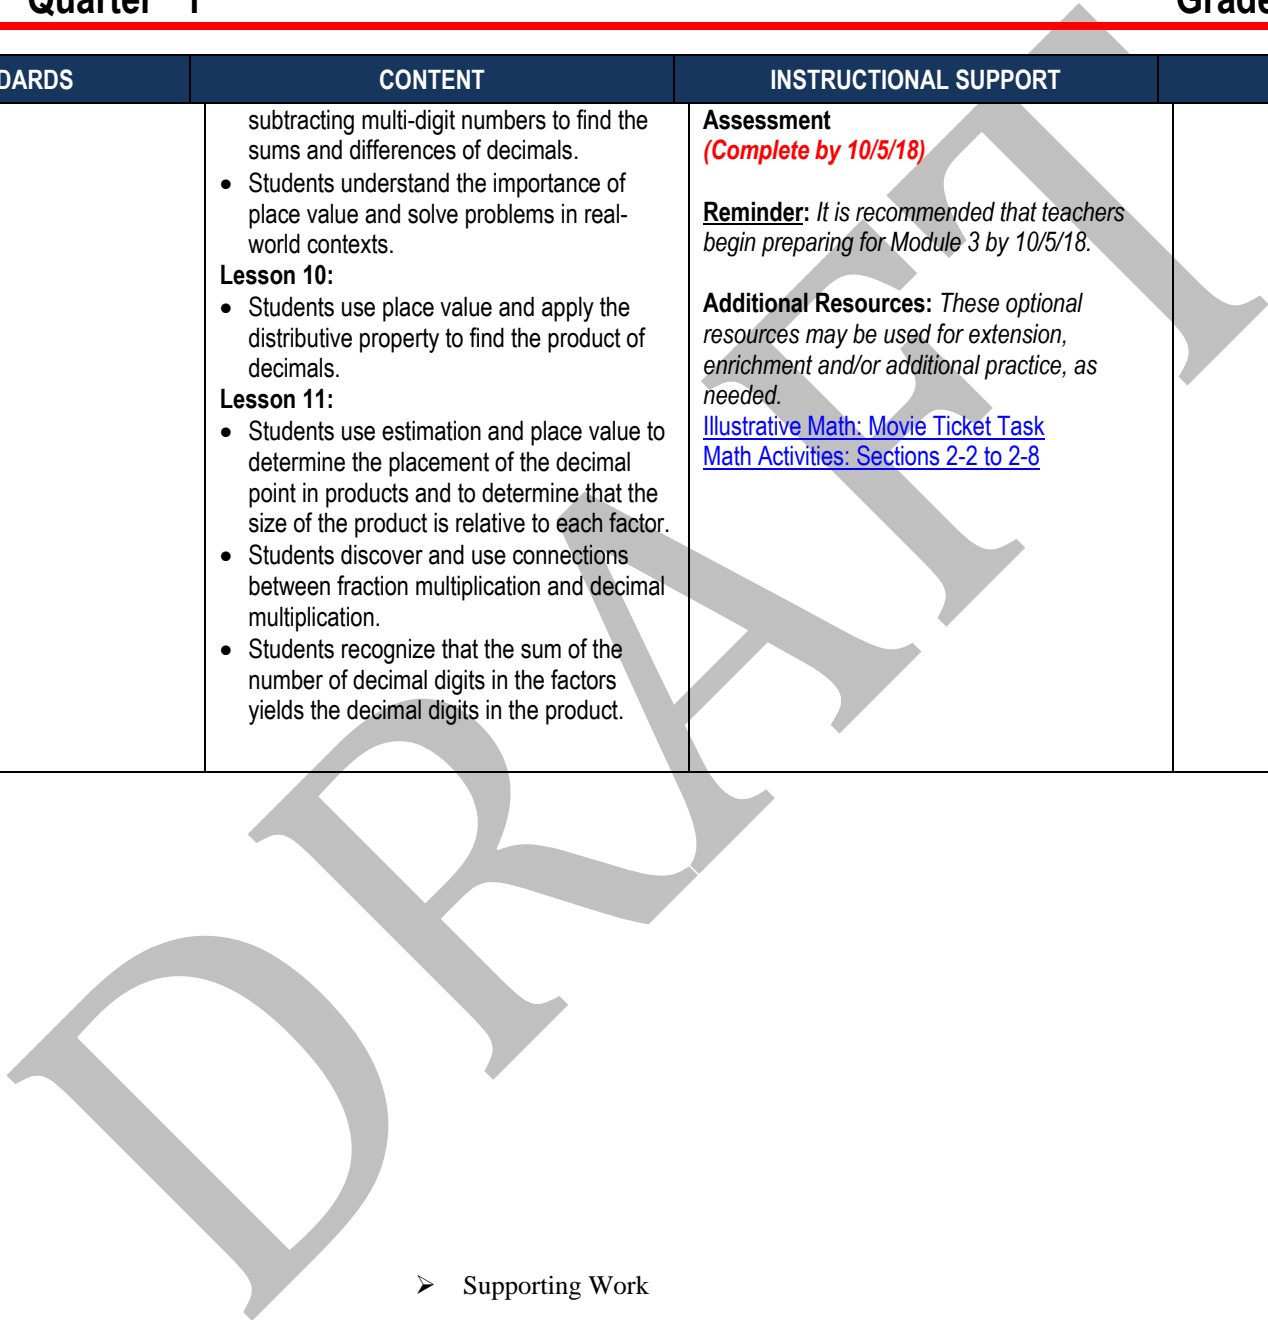 Quarter 1
Grade
DARDS
CONTENT
INSTRUCTIONAL SUPPORT
subtracting multi-digit numbers to find the
sums and differences of decimals.
• Students understand the importance of
place value and solve problems in real-
world contexts.
Lesson 10:
• Students use place value and apply the
distributive property to find the product of
decimals.
Lesson 11:
• Students use estimation and place value to
determine the placement of the decimal
point in products and to determine that the
size of the product is relative to each factor.
• Students discover and use connections
between fraction multiplication and decimal
multiplication.
• Students recognize that the sum of the
number of decimal digits in the factors
yields the decimal digits in the product.
Assessment
(Complete by 10/5/18)
Reminder: It is recommended that teachers
begin preparing for Module 3 by 10/5/18.
Additional Resources: These optional
resources may be used for extension,
enrichment and/or additional practice, as
needed.
Illustrative Math: Movie Ticket Task
Math Activities: Sections 2-2 to 2-8
DRAFT
➢ Supporting Work